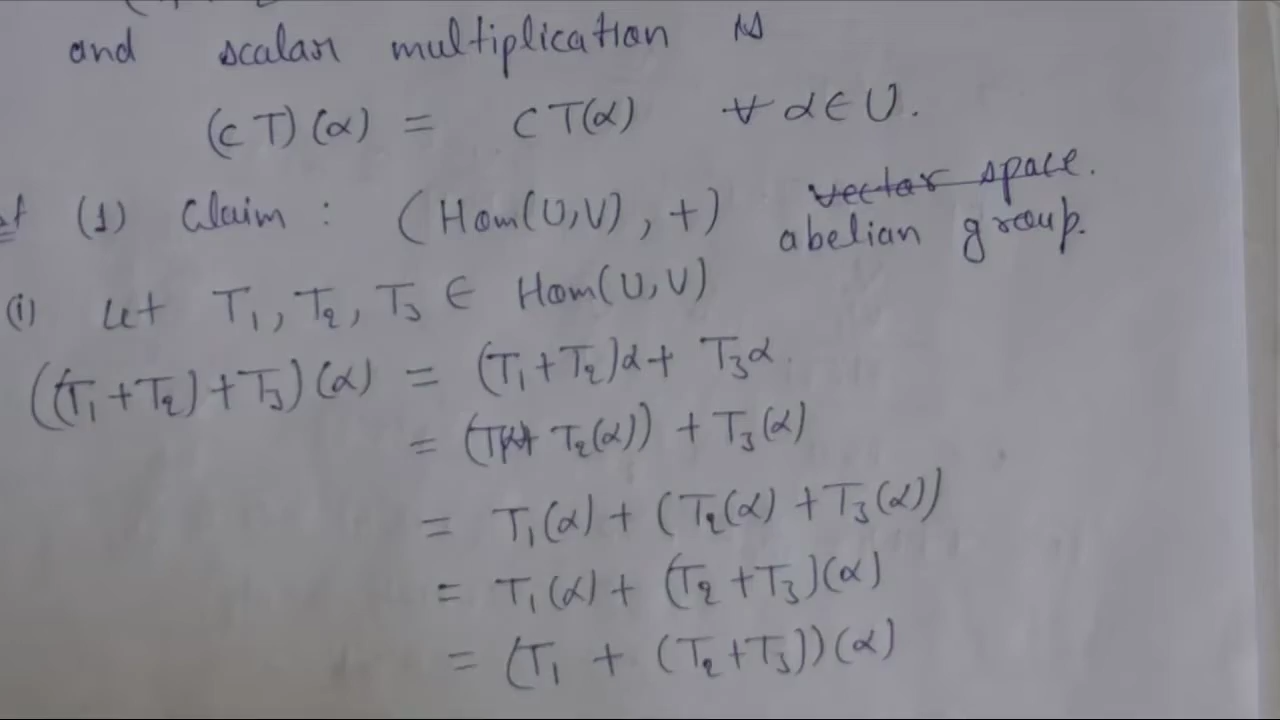 and scalar multiplication is
(cT)(α) = cT(α) ∀ α∈U.
(1) Claim : (Hom(U,V), +) vector space.
abelian group.
(i) Let T₁, T₂, T₃ ∈ Hom(U,V)
((T₁+T₂)+T₃)(α) = (T₁+T₂)α + T₃α.
= (T₁(α)+ T₂(α)) + T₃(α)
= T₁(α) + (T₂(α) + T₃(α))
= T₁(α) + (T₂+T₃)(α)
= (T₁ + (T₂+T₃))(α)